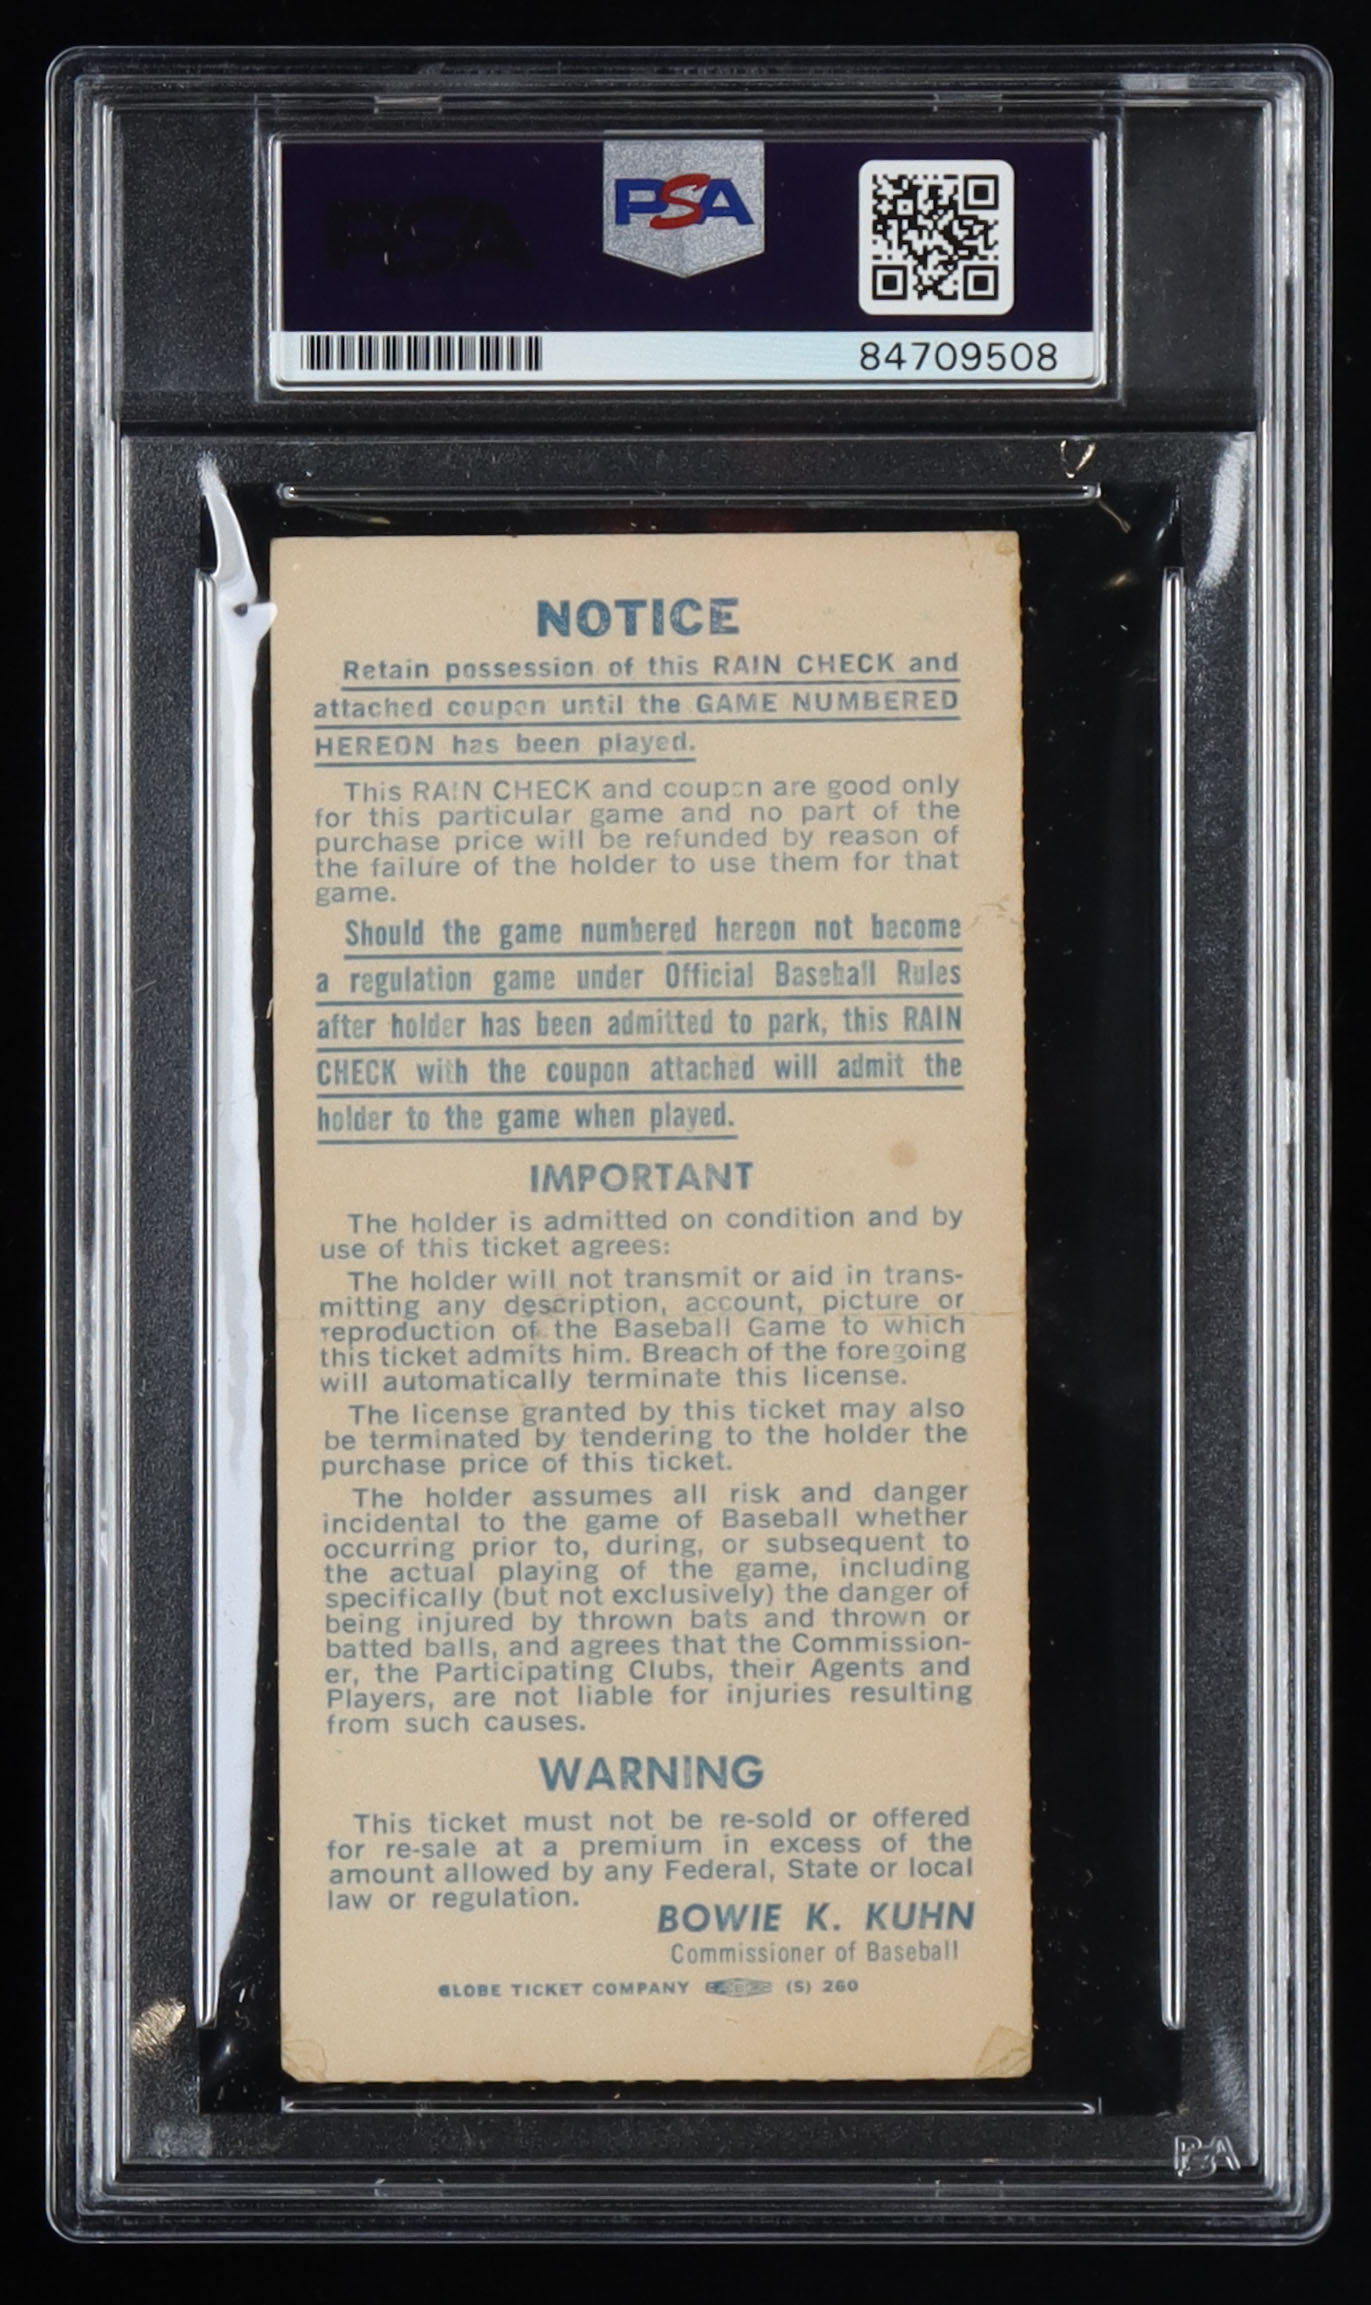 PSA
PSA
84709508
NOTICE
Retain possession of this RAIN CHECK and
attached coupon until the GAME NUMBERED
HEREON has been played.
This RAIN CHECK and coupon are good only
for this particular game and no part of the
purchase price will be refunded by reason of
the failure of the holder to use them for that
game.
Should the game numbered hereon not become
a regulation game under Official Baseball Rules
after holder has been admitted to park, this RAIN
CHECK with the coupon attached will admit the
holder to the game when played.
IMPORTANT
The holder is admitted on condition and by
use of this ticket agrees:
The holder will not transmit or aid in trans-
mitting any description, account, picture or
reproduction of the Baseball Game to which
this ticket admits him. Breach of the foregoing
will automatically terminate this license.
The license granted by this ticket may also
be terminated by tendering to the holder the
purchase price of this ticket.
The holder assumes all risk and danger
incidental to the game of Baseball whether
occurring prior to, during, or subsequent to
the actual playing of the game, including
specifically (but not exclusively) the danger of
being injured by thrown bats and thrown or
batted balls, and agrees that the Commission-
er, the Participating Clubs, their Agents and
Players, are not liable for injuries resulting
from such causes.
WARNING
This ticket must not be re-sold or offered
for re-sale at a premium in excess of the
amount allowed by any Federal, State or local
law or regulation.
BOWIE K. KUHN
Commissioner of Baseball
GLOBE TICKET COMPANY (S) 260
PSA